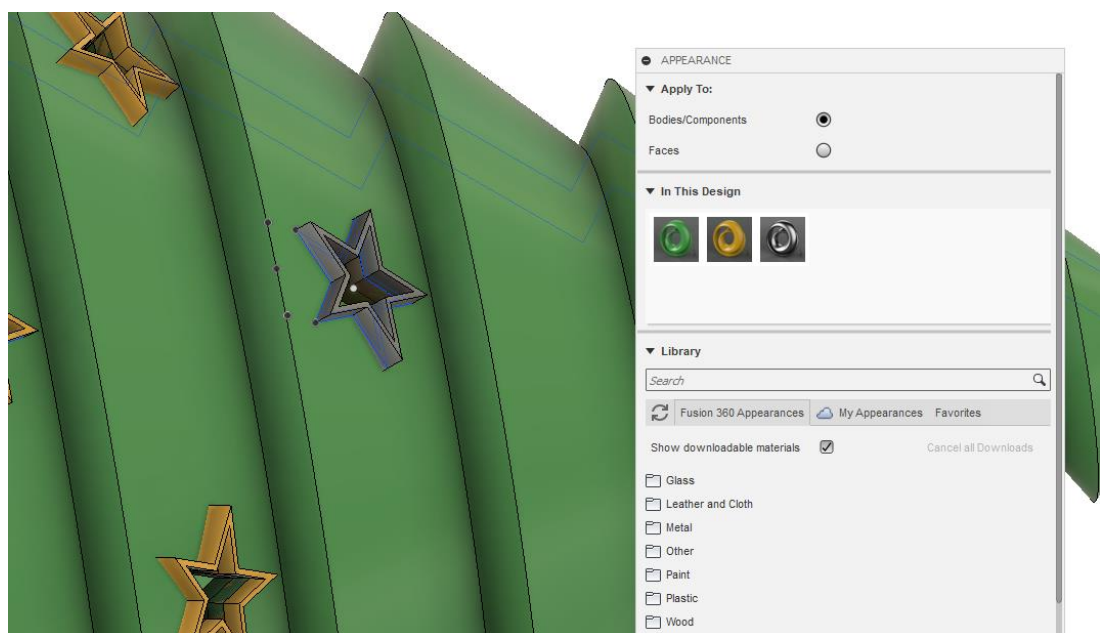 APPEARANCE
Apply To:
Bodies/Components
Faces
In This Design
Library
Search
Fusion 360 Appearances My Appearances Favorites
Show downloadable materials Cancel all Downloads
Glass
Leather and Cloth
Metal
Other
Paint
Plastic
Wood